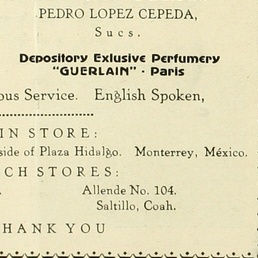 PEDRO LOPEZ CEPEDA,
Sucs.
Depository Exlusive Perfumery
"GUERLAIN" - Paris
ous Service. English Spoken,
IN STORE:
side of Plaza Hidalgo. Monterrey, México.
CH STORES:
Allende No. 104.
Saltillo, Coah.
HANK YOU